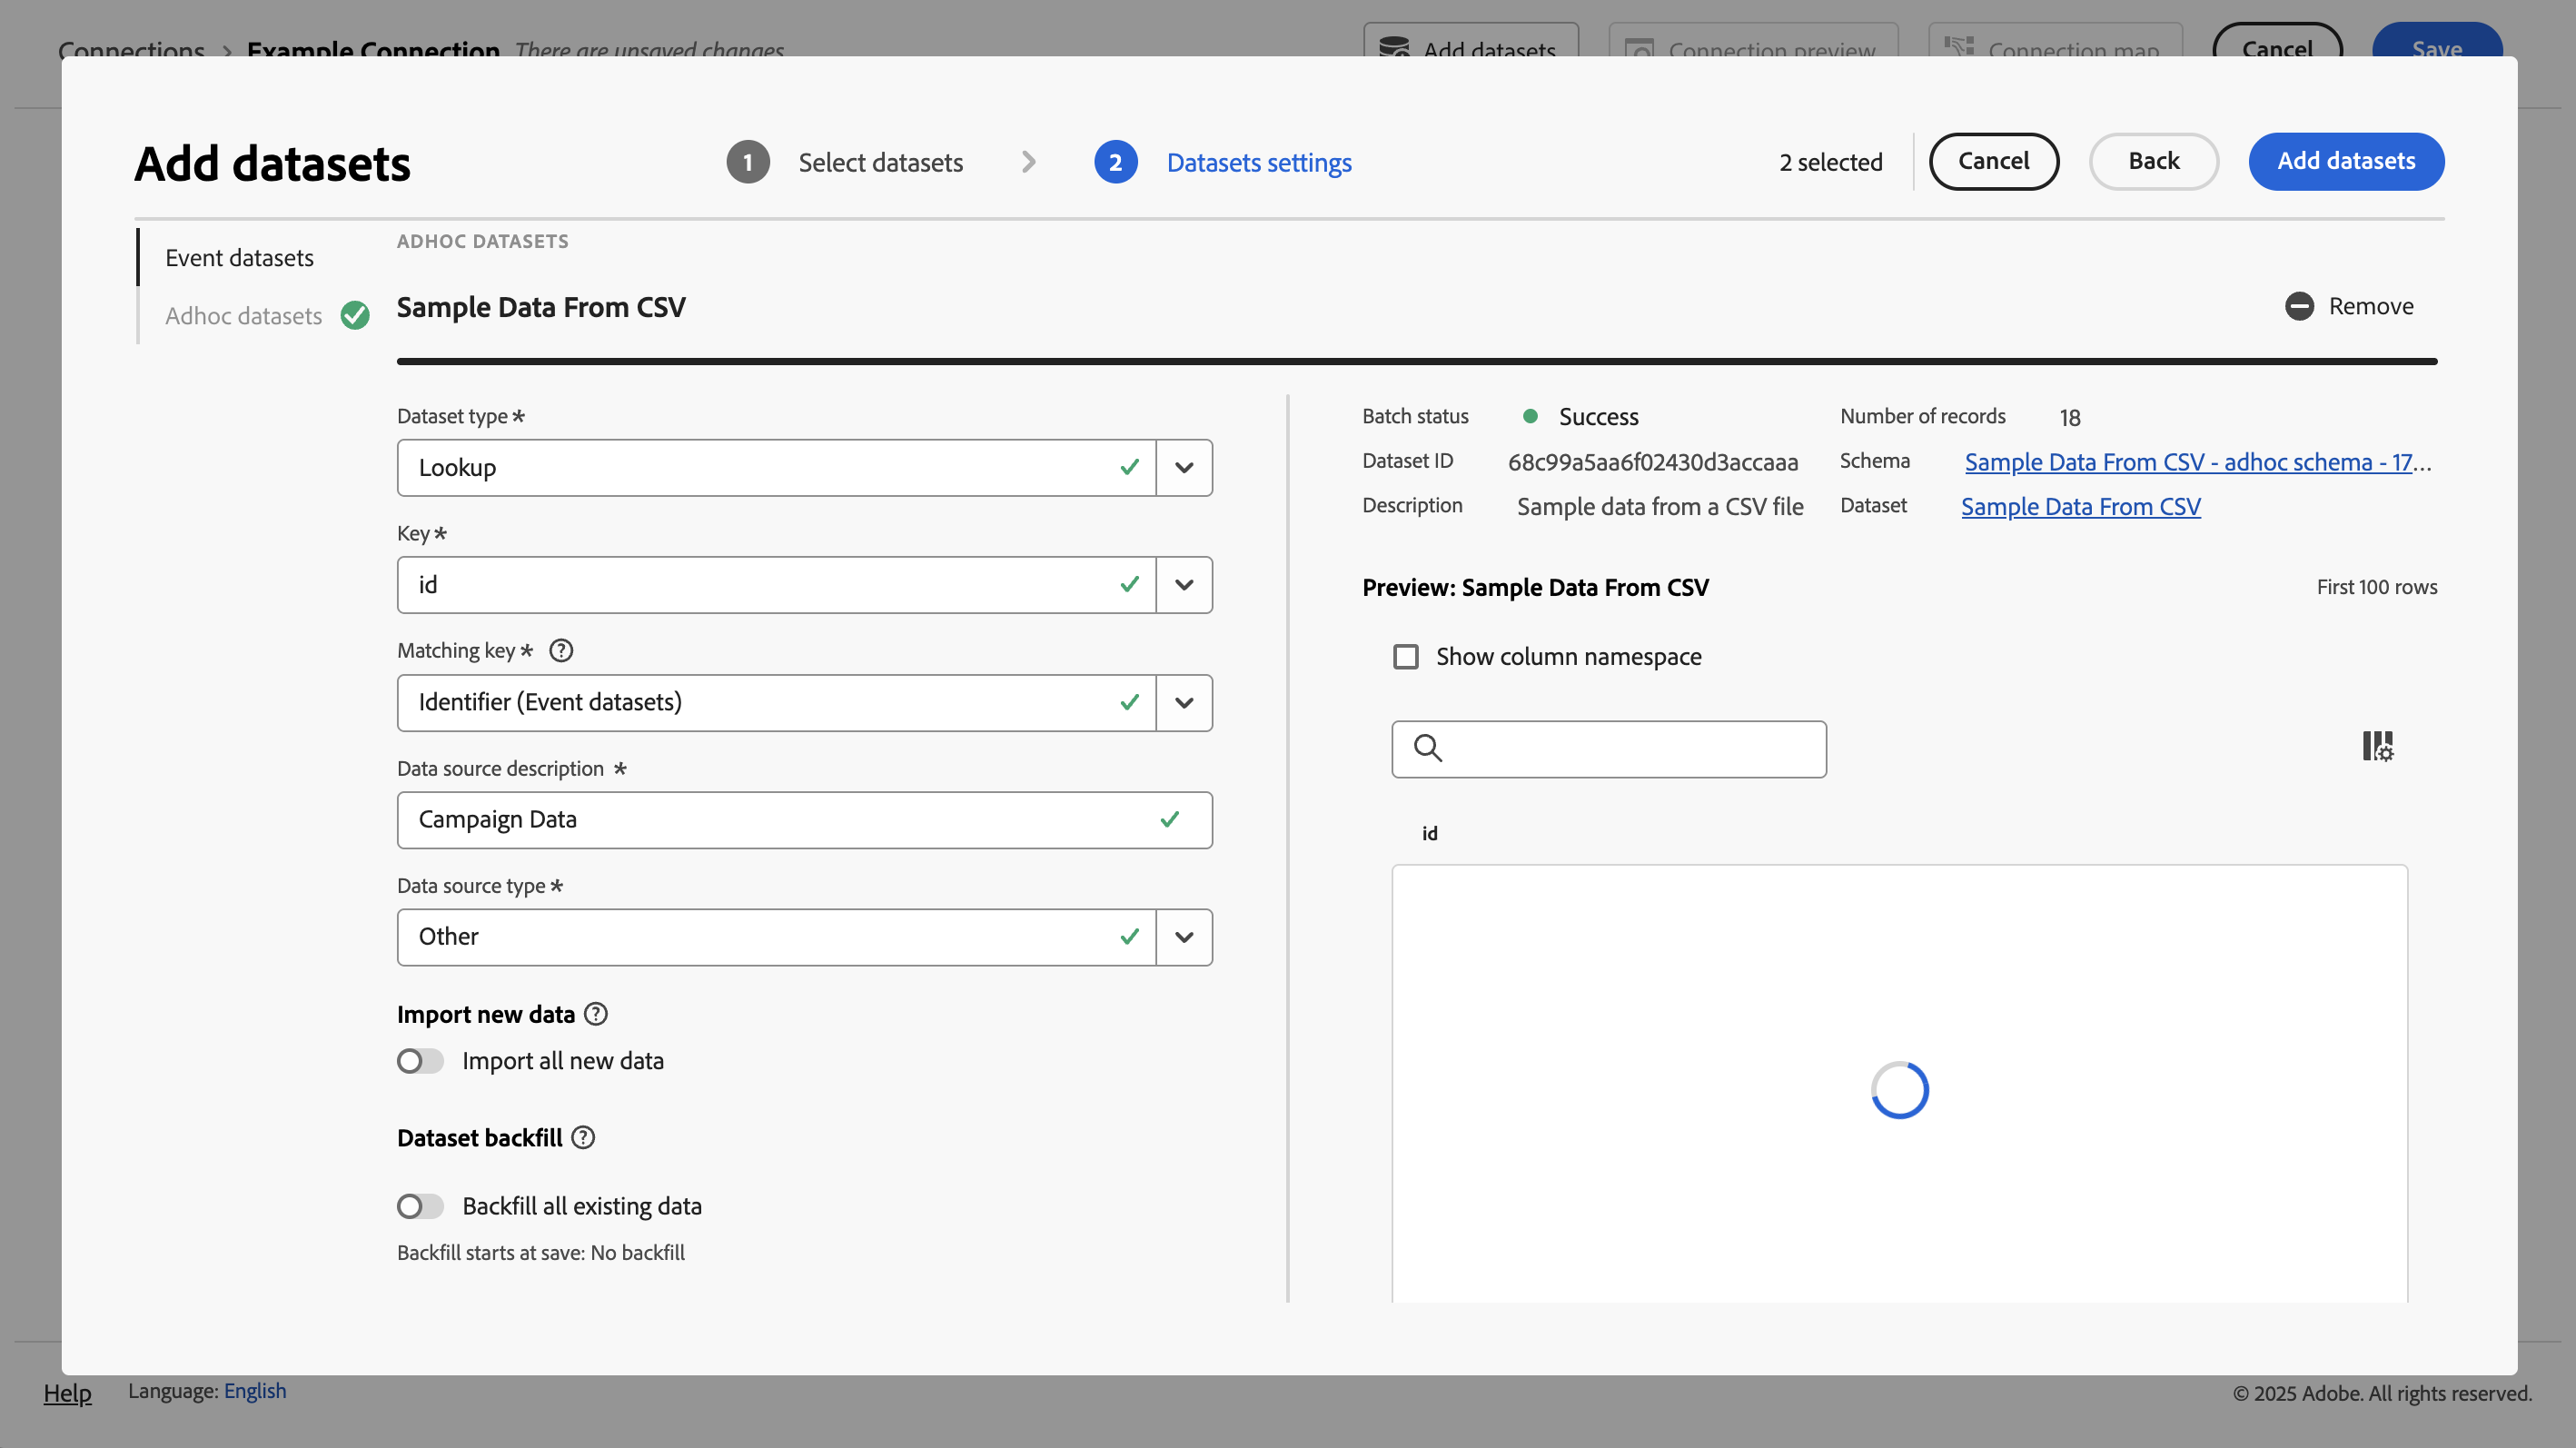 Connections > Example Connection There are unsaved changes
Add datasets Connection preview Connection map Cancel Save
Add datasets
1 Select datasets > 2 Datasets settings
2 selected Cancel Back Add datasets
Event datasets
Adhoc datasets
ADHOC DATASETS
Sample Data From CSV
Remove
Dataset type *
Lookup
Key *
id
Matching key * ?
Identifier (Event datasets)
Data source description *
Campaign Data
Data source type *
Other
Import new data ?
Import all new data
Dataset backfill ?
Backfill all existing data
Backfill starts at save: No backfill
Batch status Success Number of records 18
Dataset ID 68c99a5aa6f02430d3accaaa Schema Sample Data From CSV - adhoc schema - 17...
Description Sample data from a CSV file Dataset Sample Data From CSV
Preview: Sample Data From CSV First 100 rows
Show column namespace
id
Help Language: English © 2025 Adobe. All rights reserved.